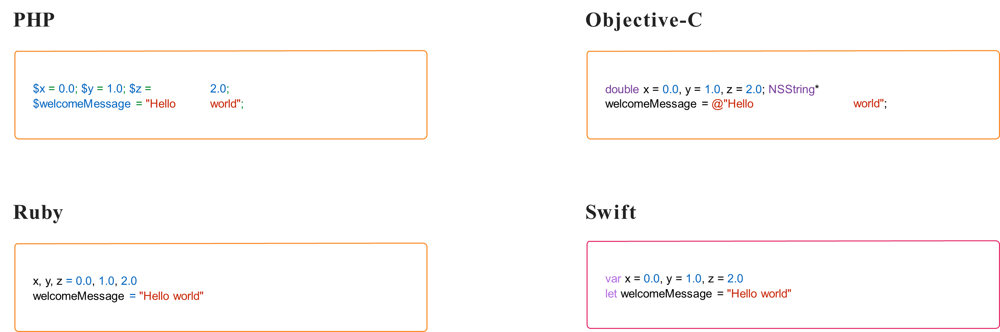 PHP
$x = 0.0; $y = 1.0; $z = 2.0;
$welcomeMessage = "Hello world";
Objective-C
double x = 0.0, y = 1.0, z = 2.0; NSString*
welcomeMessage = @"Hello world";
Ruby
x, y, z = 0.0, 1.0, 2.0
welcomeMessage = "Hello world"
Swift
var x = 0.0, y = 1.0, z = 2.0
let welcomeMessage = "Hello world"